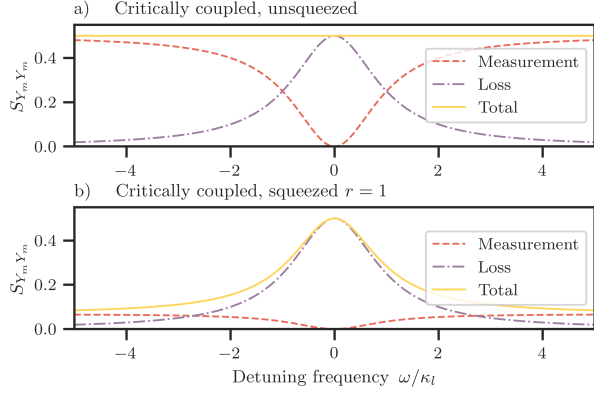 a) Critically coupled, unsqueezed
0.4
0.2
0.0
S_{Y_m Y_m}
Measurement
Loss
Total
−4 −2 0 2 4
b) Critically coupled, squeezed r = 1
0.4
0.2
0.0
S_{Y_m Y_m}
Measurement
Loss
Total
−4 −2 0 2 4
Detuning frequency ω/κ_l